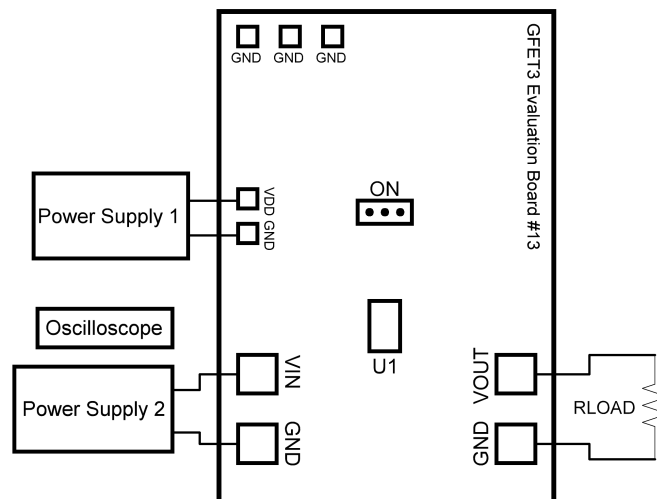 GND GND GND
GFET3 Evaluation Board #13
Power Supply 1
VDD
GND
ON
Oscilloscope
U1
Power Supply 2
VIN
GND
VOUT
GND
RLOAD